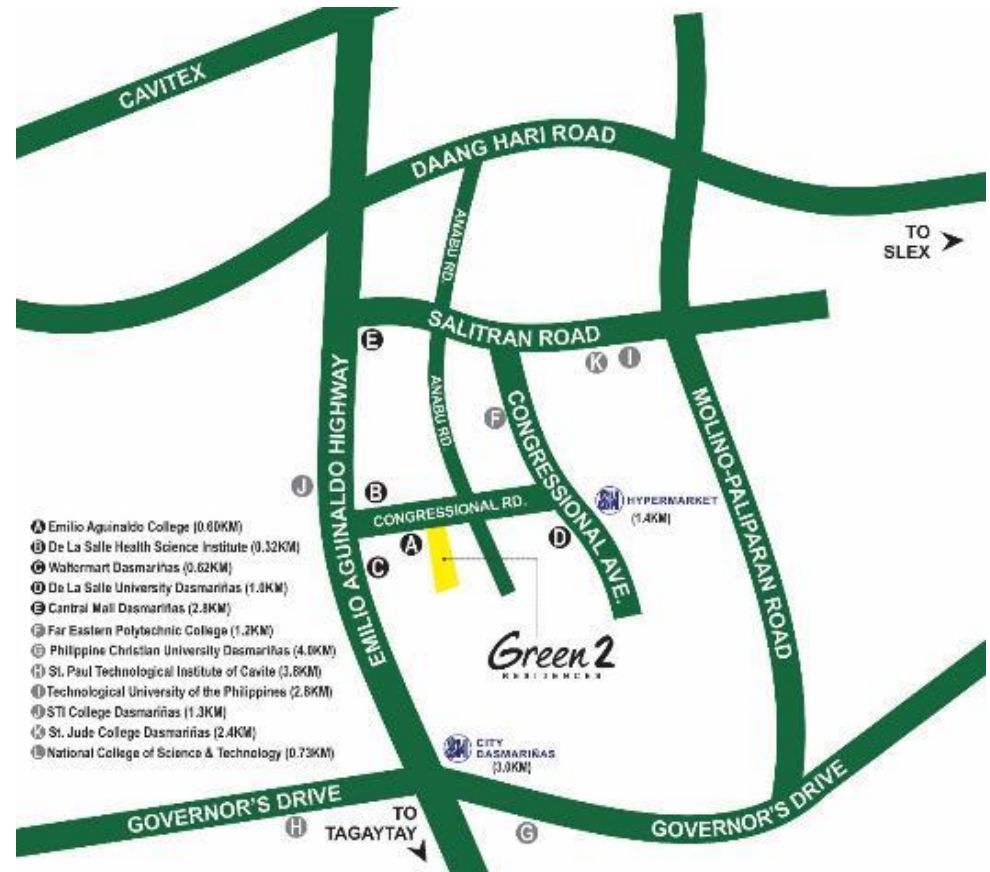 CAVITEX
DAANG HARI ROAD
ANABU RD.
TO
SLEX
SALITRAN ROAD
E
K
I
ANABU RD
EMILIO AGUINALDO HIGHWAY
F
CONGRESSIONAL AVE.
MOLINO-PALIPARAN ROAD
J
B
CONGRESSIONAL RD.
SM HYPERMARKET
(1.4KM)
A
D
C
A Emilio Aguinaldo College (0.60KM)
B De La Salle Health Science Institute (0.32KM)
C Waltermart Dasmariñas (0.62KM)
D De La Salle University Dasmariñas (1.0KM)
E Cantral Mall Dasmariñas (2.8KM)
F Far Eastern Polytechnic College (1.2KM)
G Philippine Christian University Dasmariñas (4.0KM)
H St. Paul Technological Institute of Cavite (3.8KM)
I Technological University of the Philippines (2.8KM)
J STI College Dasmariñas (1.3KM)
K St. Jude College Dasmariñas (2.4KM)
L National College of Science & Technology (0.73KM)
Green 2
RESIDENCES
SM CITY
DASMARIÑAS
(3.0KM)
GOVERNOR'S DRIVE
H
TO
TAGAYTAY
G
GOVERNOR'S DRIVE